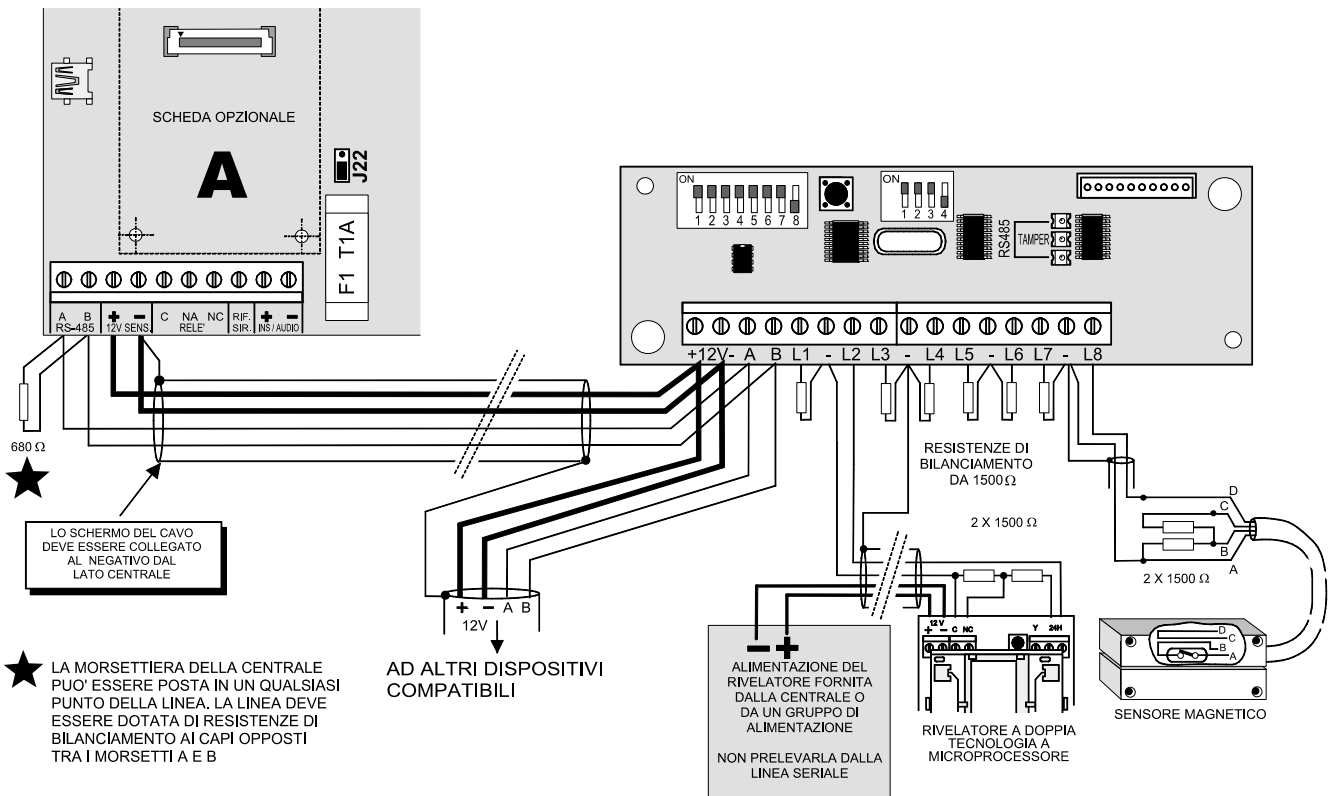 SCHEDA OPZIONALE
A
J22
F1 T1A
A B + - C NA NC RIF. + -
RS-485 12V SENS. RELE' SIR. INS / AUDIO
680 Ω
LO SCHERMO DEL CAVO
DEVE ESSERE COLLEGATO
AL NEGATIVO DAL
LATO CENTRALE
ON
1 2 3 4 5 6 7 8
ON
1 2 3 4
RS485
TAMPER
+12V- A B L1 - L2 L3 - L4 L5 - L6 L7 - L8
RESISTENZE DI
BILANCIAMENTO
DA 1500Ω
2 X 1500 Ω
D
C
B
A
2 X 1500 Ω
+ - A B
12V
AD ALTRI DISPOSITIVI
COMPATIBILI
LA MORSETTIERA DELLA CENTRALE
PUO' ESSERE POSTA IN UN QUALSIASI
PUNTO DELLA LINEA. LA LINEA DEVE
ESSERE DOTATA DI RESISTENZE DI
BILANCIAMENTO AI CAPI OPPOSTI
TRA I MORSETTI A E B
- +
ALIMENTAZIONE DEL
RIVELATORE FORNITA
DALLA CENTRALE O
DA UN GRUPPO DI
ALIMENTAZIONE
NON PRELEVARLA DALLA
LINEA SERIALE
12 V
+ - C NC Y 24H
RIVELATORE A DOPPIA
TECNOLOGIA A
MICROPROCESSORE
D
C
B
A
SENSORE MAGNETICO